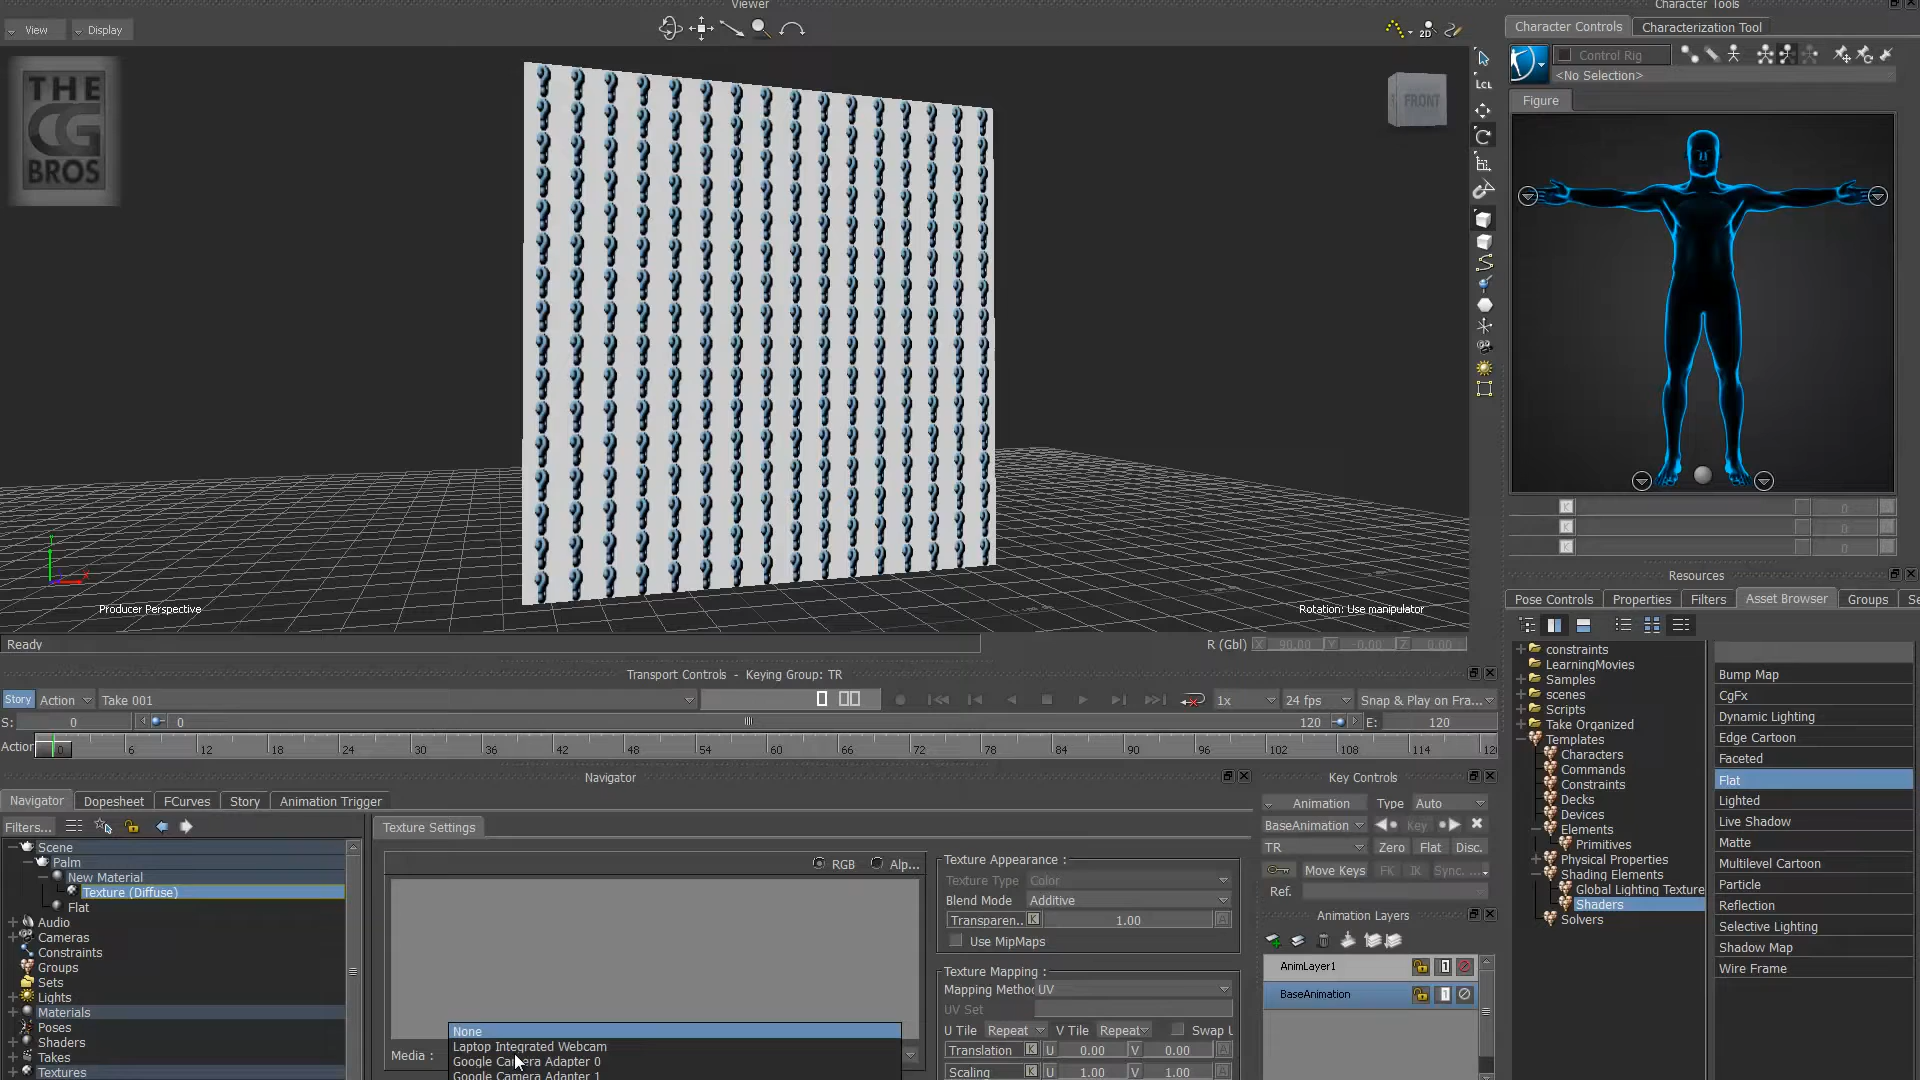 Viewer
Character Tools
View
Display
2D
Character Controls
Characterization Tool
Control Rig
<No Selection>
THE
CG
BROS
FRONT
LCL
Figure
Producer Perspective
Rotation: Use manipulator
Ready
R (Gbl) X 90.00 Y -0.00 Z 0.00
Resources
Pose Controls
Properties
Filters
Asset Browser
Groups
Transport Controls - Keying Group: TR
Story
Action
Take 001
1x
24 fps
Snap & Play on Fra...
S: 0 0 120 E: 120
Action 0 6 12 18 24 30 36 42 48 54 60 66 72 78 84 90 96 102 108 114 120
constraints
LearningMovies
Samples
scenes
Scripts
Take Organized
Templates
Characters
Commands
Constraints
Decks
Devices
Elements
Primitives
Physical Properties
Shading Elements
Global Lighting Texture
Shaders
Solvers
Bump Map
CgFx
Dynamic Lighting
Edge Cartoon
Faceted
Flat
Lighted
Live Shadow
Matte
Multilevel Cartoon
Particle
Reflection
Selective Lighting
Shadow Map
Wire Frame
Navigator
Navigator
Dopesheet
FCurves
Story
Animation Trigger
Filters...
Scene
Palm
New Material
Texture (Diffuse)
Flat
Audio
Cameras
Constraints
Groups
Sets
Lights
Materials
Poses
Shaders
Takes
Textures
Texture Settings
RGB
Alp...
Media :
None
Laptop Integrated Webcam
Google Camera Adapter 0
Google Camera Adapter 1
Texture Appearance :
Texture Type Color
Blend Mode Additive
Transparen.. K 1.00 A
Use MipMaps
Texture Mapping :
Mapping Metho UV
UV Set
U Tile Repeat V Tile Repeat Swap U
Translation K U 0.00 V 0.00
Scaling K U 1.00 V 1.00
Key Controls
Animation Type Auto
BaseAnimation Key
TR Zero Flat Disc.
Move Keys FK IK Sync. ...
Ref.
Animation Layers
AnimLayer1
BaseAnimation